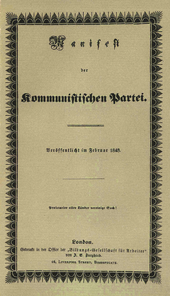 Manifest
der
Kommunistischen Partei.
Veröffentlicht im Februar 1848.
Proletarier aller Länder vereinigt Euch!
London.
Gedruckt in der Office der „Bildungs-Gesellschaft für Arbeiter"
von J. E. Burghard.
46, Liverpool Street, Bishopsgate.